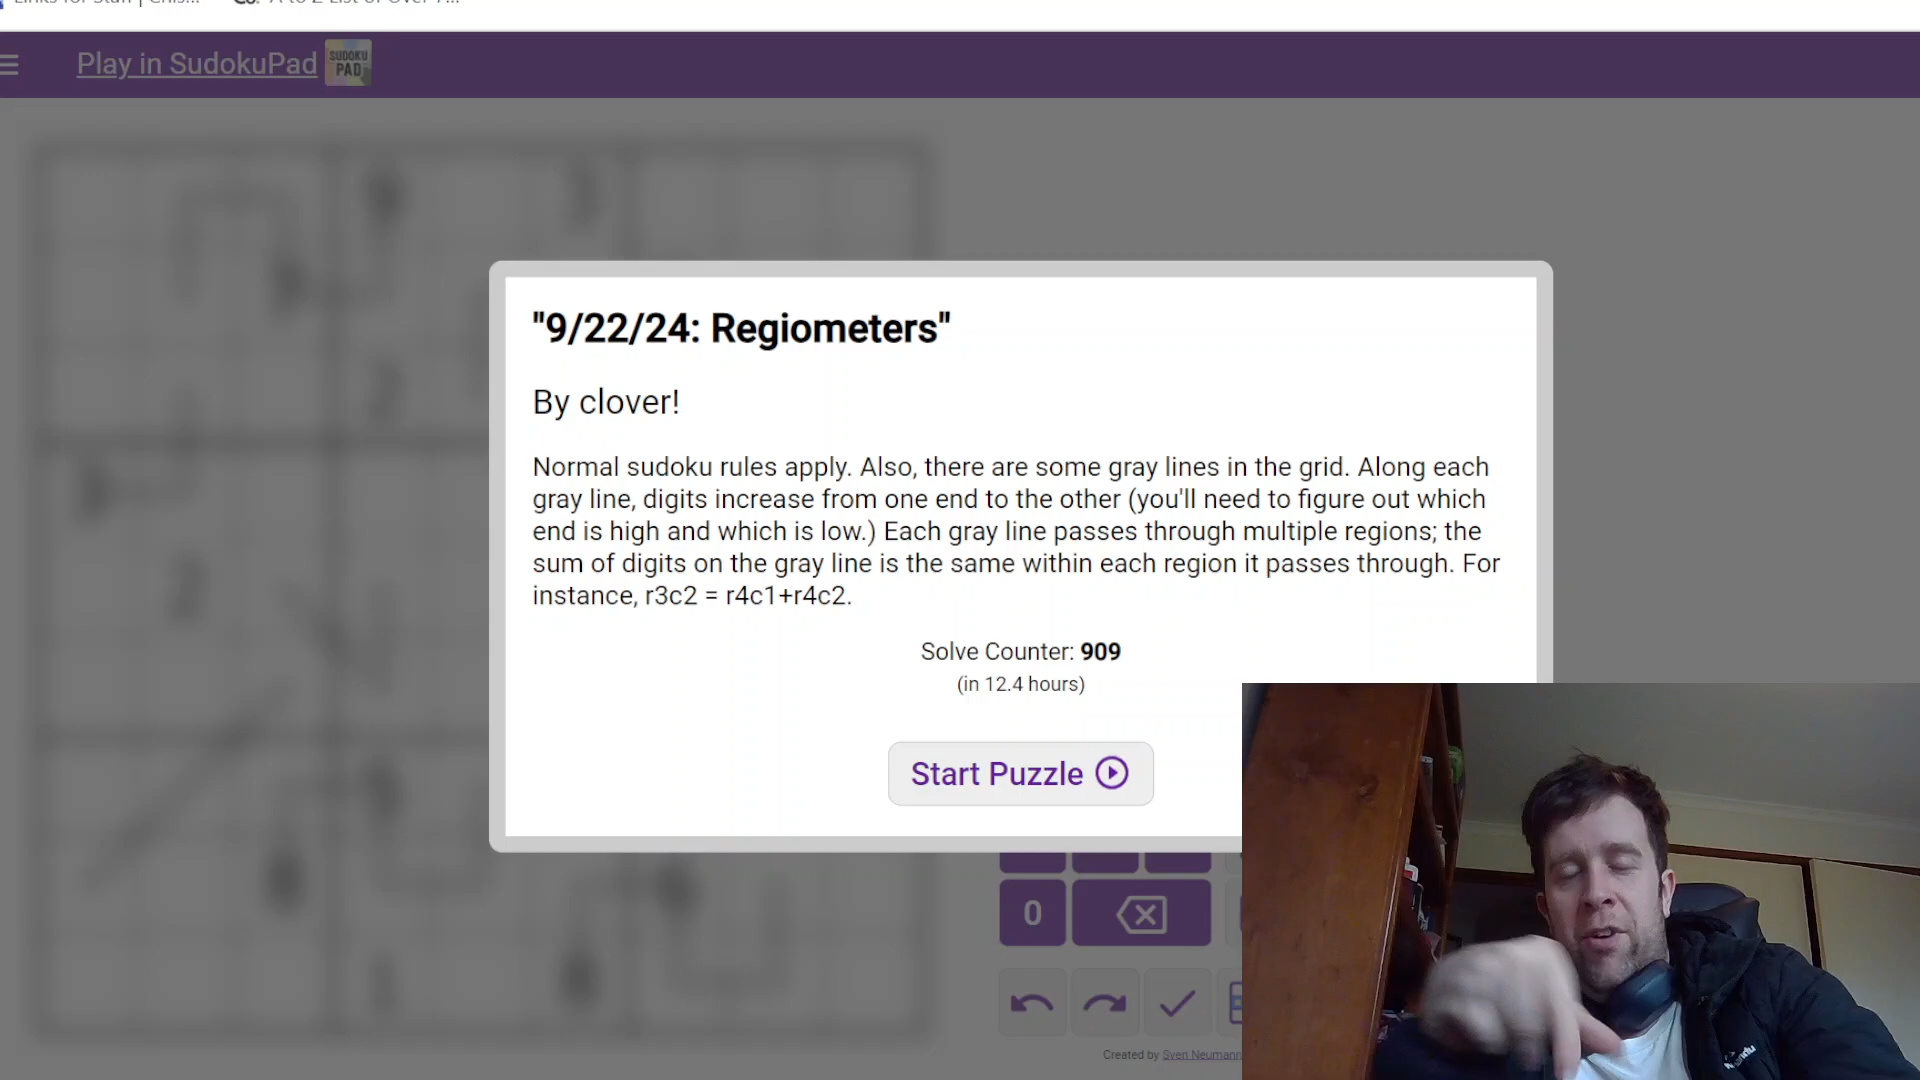 Play in SudokuPad
SUDOKU
PAD
"9/22/24: Regiometers"
By clover!
Normal sudoku rules apply. Also, there are some gray lines in the grid. Along each
gray line, digits increase from one end to the other (you'll need to figure out which
end is high and which is low.) Each gray line passes through multiple regions; the
sum of digits on the gray line is the same within each region it passes through. For
instance, r3c2 = r4c1+r4c2.
Solve Counter: 909
(in 12.4 hours)
Start Puzzle
0
Created by Sven Neumann